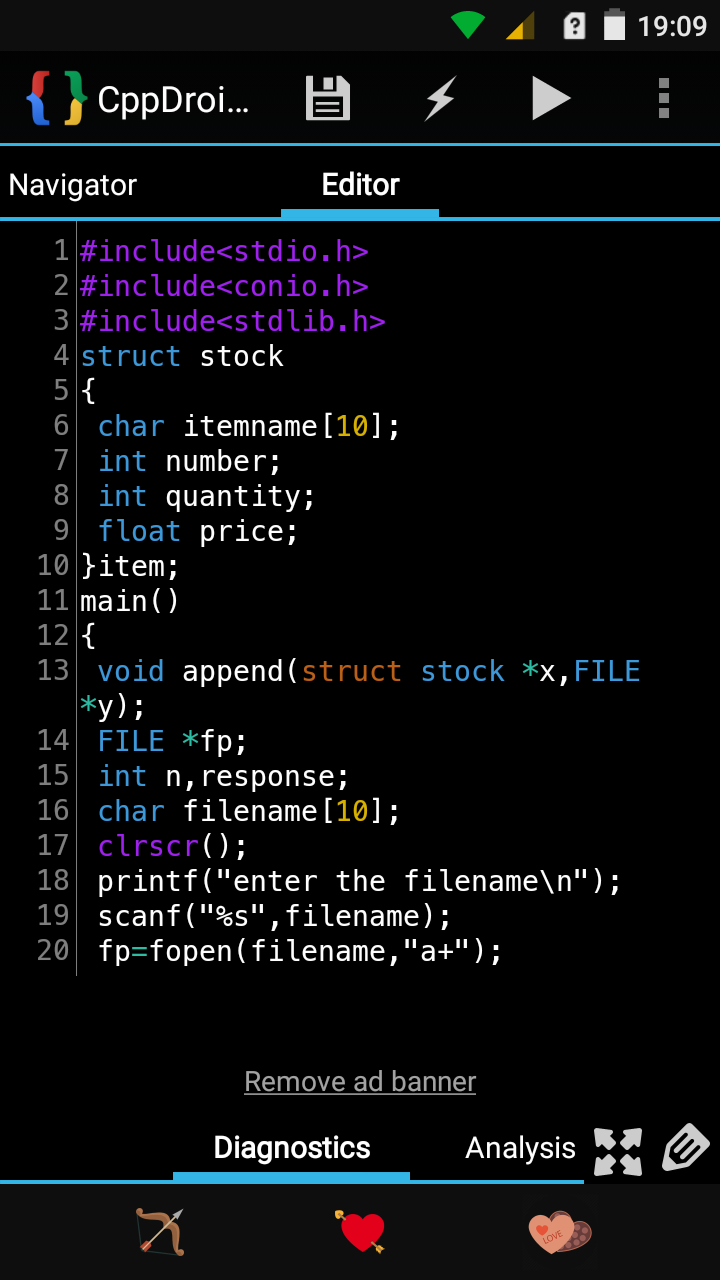 19:09
CppDroi...
Navigator Editor
1 #include<stdio.h>
2 #include<conio.h>
3 #include<stdlib.h>
4 struct stock
5 {
6 char itemname[10];
7 int number;
8 int quantity;
9 float price;
10 }item;
11 main()
12 {
13 void append(struct stock *x,FILE
*y);
14 FILE *fp;
15 int n,response;
16 char filename[10];
17 clrscr();
18 printf("enter the filename\n");
19 scanf("%s",filename);
20 fp=fopen(filename,"a+");
Remove ad banner
Diagnostics Analysis
LOVE